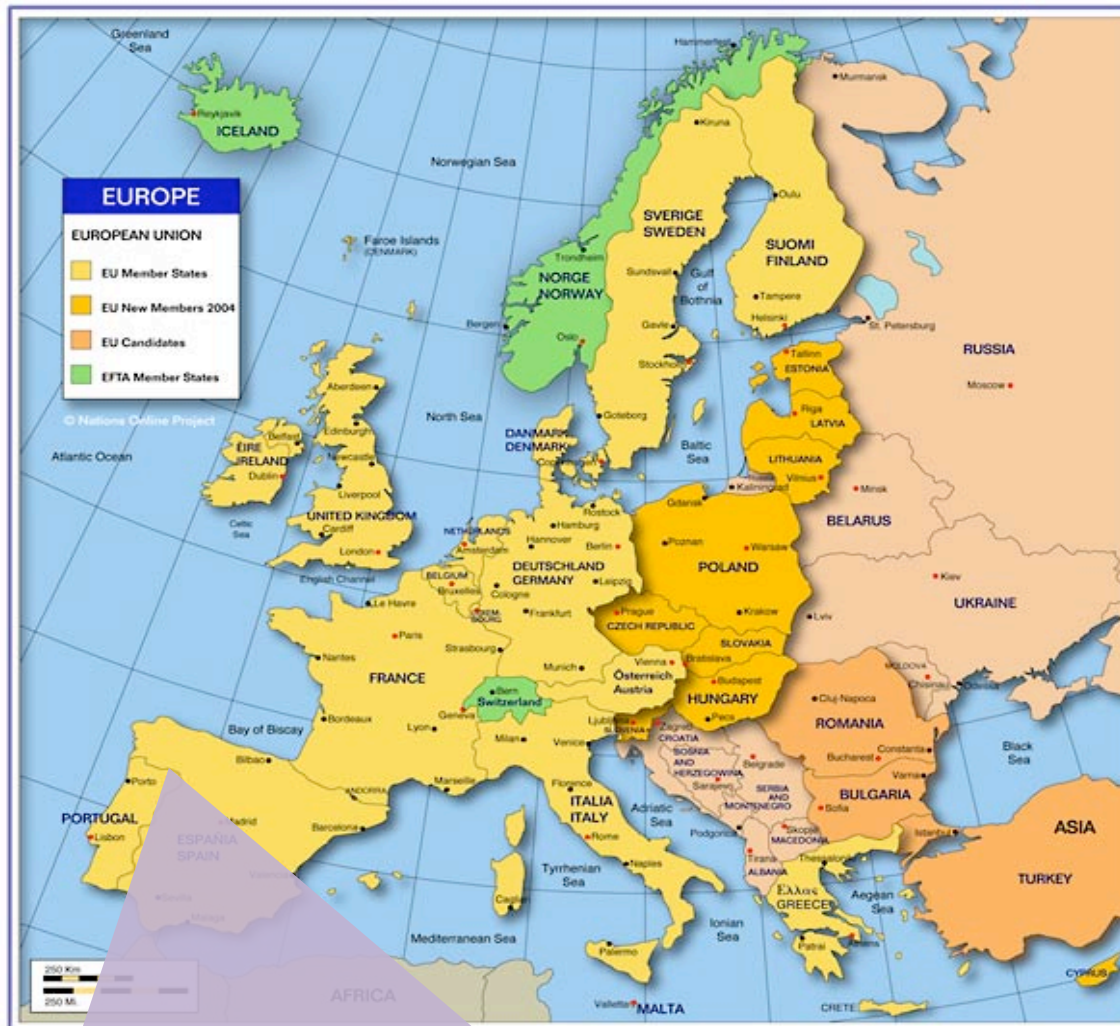 Greenland
Sea
Hammerfest
Murmansk
Reykjavik
ICELAND
Kiruna
Norwegian Sea
EUROPE
EUROPEAN UNION
EU Member States
EU New Members 2004
EU Candidates
EFTA Member States
© Nations Online Project
Oulu
SVERIGE
SWEDEN
SUOMI
FINLAND
Faroe Islands
(DENMARK)
Trondheim
NORGE
NORWAY
Sundsvall
Gulf
of
Bothnia
Tampere
Helsinki
Bergen
Oslo
Gavle
St. Petersburg
Stockholm
Tallinn
ESTONIA
RUSSIA
Moscow
Aberdeen
North Sea
Goteborg
Riga
LATVIA
Edinburgh
DANMARK
DENMARK
Baltic
Sea
Atlantic Ocean
Belfast
ÉIRE
IRELAND
Newcastle
Copenhagen
LITHUANIA
Vilnius
Dublin
Kaliningrad
Minsk
Liverpool
Gdansk
BELARUS
Celtic
Sea
UNITED KINGDOM
Cardiff
Rostock
Hamburg
NETHERLANDS
Amsterdam
Hannover
Berlin
Poznan
Warsaw
London
POLAND
English Channel
BELGIUM
Bruxelles
DEUTSCHLAND
GERMANY
Leipzig
Cologne
Kiev
UKRAINE
Le Havre
LUXEM-
BOURG
Frankfurt
Prague
CZECH REPUBLIC
Krakow
Lviv
Paris
Strasbourg
SLOVAKIA
Nantes
Munich
Vienna
Bratislava
MOLDOVA
Chisinau
Odessa
FRANCE
Österreich
Austria
Budapest
HUNGARY
Bern
Switzerland
Geneva
Cluj-Napoca
Bay of Biscay
Bordeaux
Lyon
Milan
Venice
Ljubljana
SLOVENIA
Zagreb
CROATIA
Pecs
ROMANIA
Bilbao
BOSNIA
AND
HERZEGOWINA
Sarajevo
Belgrade
Bucharest
Constanta
Black
Sea
Porto
Marseille
Florence
ANDORRA
SERBIA
AND
MONTENEGRO
Varna
BULGARIA
PORTUGAL
Lisbon
Madrid
ESPAÑIA
SPAIN
Barcelona
ITALIA
ITALY
Rome
Adriatic
Sea
Podgorica
Sofia
Skopje
MACEDONIA
Istanbul
ASIA
Valencia
Tyrrhenian
Sea
Naples
Tirana
ALBANIA
Thessaloniki
TURKEY
Sevilla
Malaga
Cagliari
Ελλας
GREECE
Aegean
Sea
Mediterranean Sea
Palermo
Ionian
Sea
Patrai
Athens
250 Km
250 Mi.
AFRICA
Valletta
MALTA
CRETE
CYPRUS